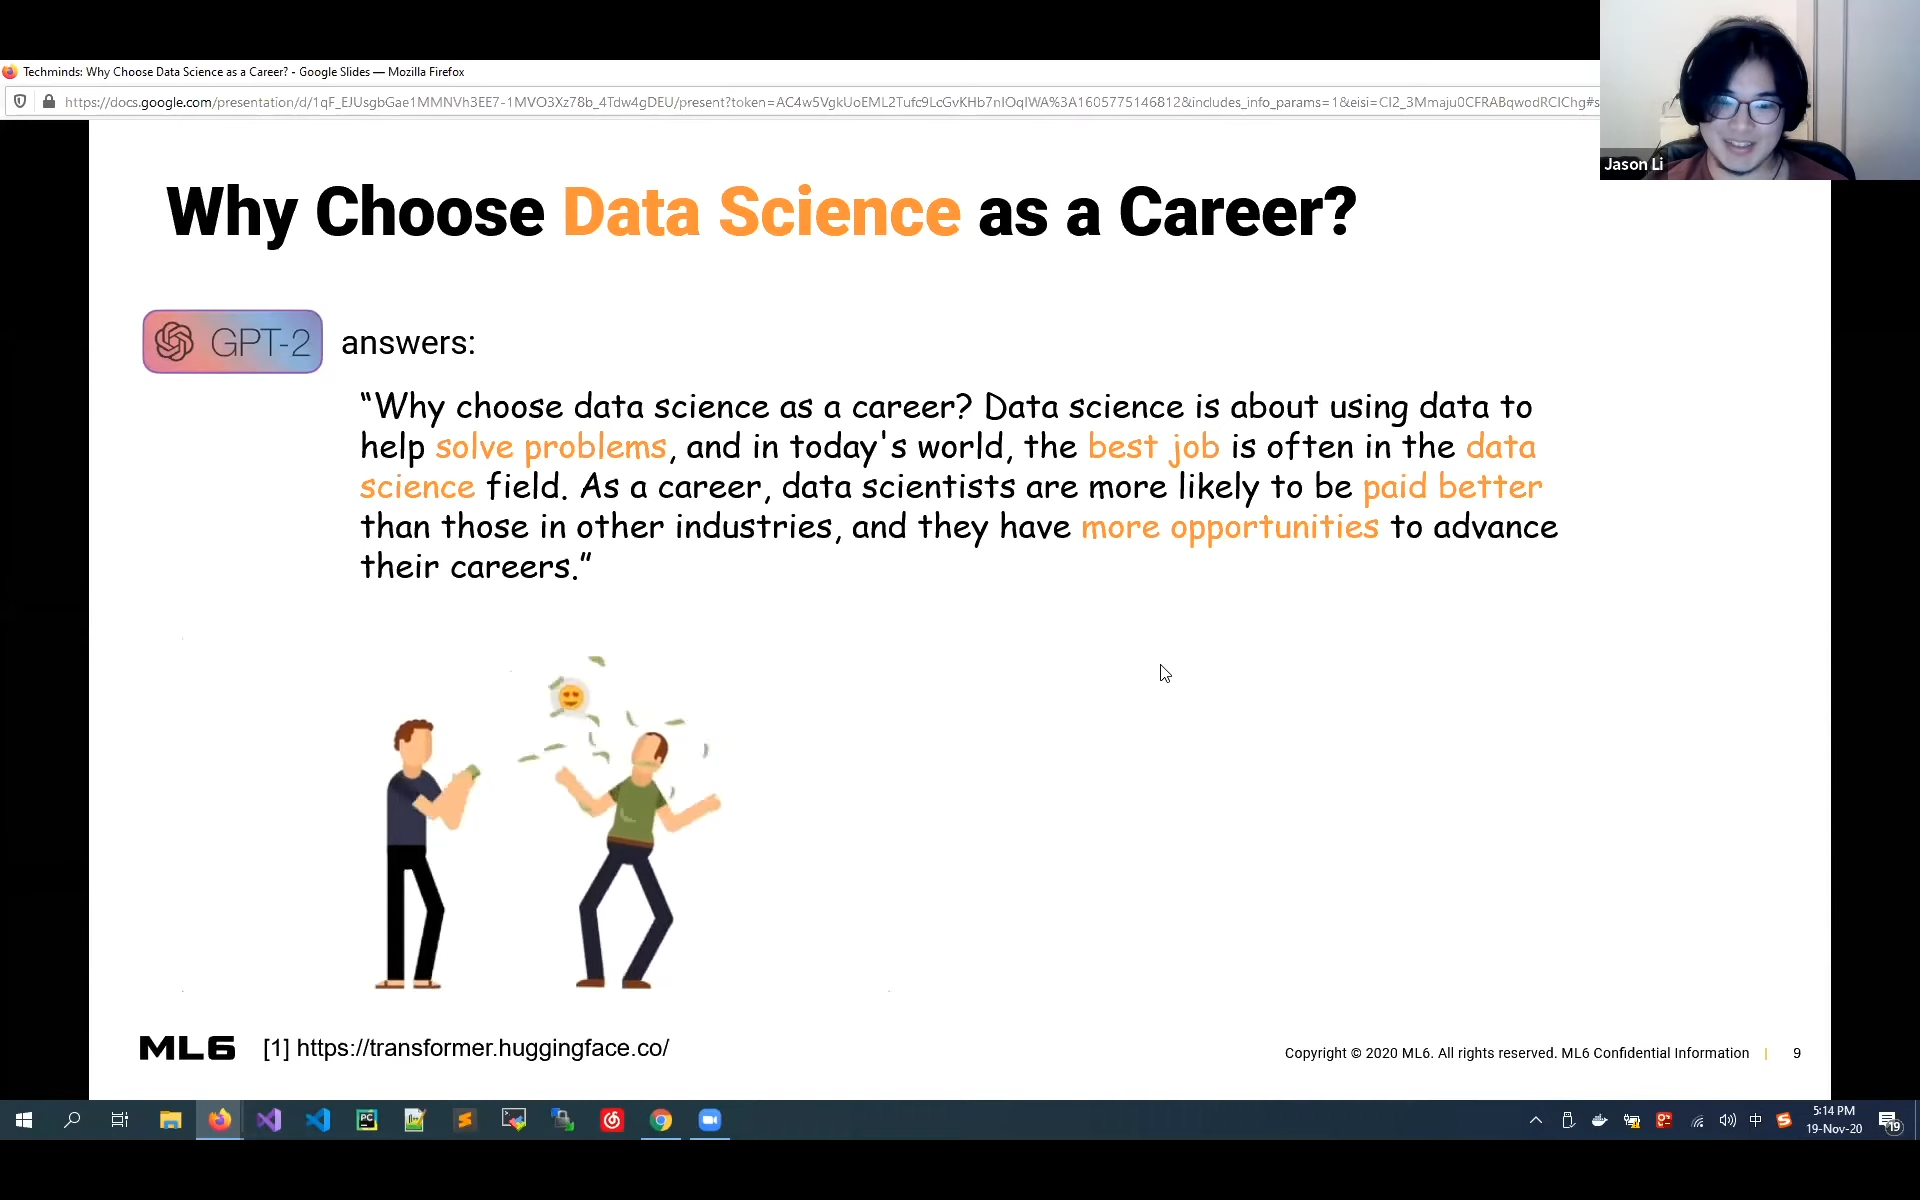 Techminds: Why Choose Data Science as a Career? - Google Slides — Mozilla Firefox
https://docs.google.com/presentation/d/1qF_EJUsgbGae1MMNVh3EE7-1MVO3Xz78b_4Tdw4gDEU/present?token=AC4w5VgkUoEML2Tufc9LcGvKHb7nIOqIWA%3A1605775146812&includes_info_params=1&eisi=CI2_3Mmaju0CFRABqwodRCIChg#s
Jason Li
Why Choose Data Science as a Career?
GPT-2 answers:
“Why choose data science as a career? Data science is about using data to
help solve problems, and in today's world, the best job is often in the data
science field. As a career, data scientists are more likely to be paid better
than those in other industries, and they have more opportunities to advance
their careers.”
ML6 [1] https://transformer.huggingface.co/
Copyright © 2020 ML6. All rights reserved. ML6 Confidential Information | 9
PC
中
5:14 PM
19-Nov-20
19